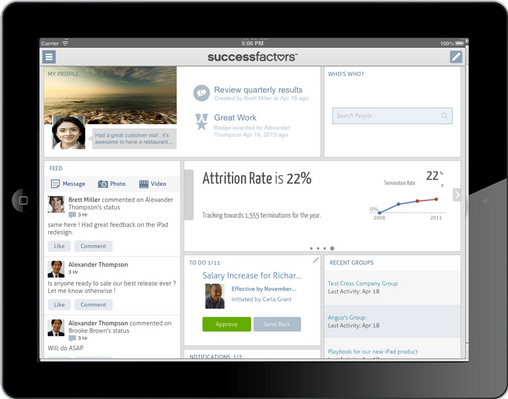 Carrier 5:06 PM 100%
successfactors™
MY PROFILE
Had a great customer visit : it's
awesome to have a restaurant...
Review quarterly results
Created by Brett Miller at Apr 16 ago
Great Work
Badge awarded by Alexander
Thompson Apr 18, 2013 ago
WHO'S WHO?
Search People
FEED
Message Photo Video
Brett Miller commented on
Alexander Thompson's status
3 Hr
same here ! Had great feedback on the iPad
redesign.
Like Comment
Alexander Thompson
3 Hr
Is anyone ready to sale our best release ever ?
Let me know otherwise !
Like Comment
Alexander Thompson
commented on
Brooke Brown's status
3 Hr
Will do ASAP.
Attrition Rate is 22%
Tracking towards 1,555 terminations for the year.
Termination Rate
22 %
0%
2008 2011
TO DO 1/11
Salary Increase for Richar...
Effective by November...
Initiated by Carla Grant
Approve Send Back
NOTIFICATIONS 1/2
RECENT GROUPS
Test Cross Company Group
Last Activity: Apr 18
Angus's Group
Last Activity: Apr 18
Playbook for our new iPad product
Last Activity: Apr 18